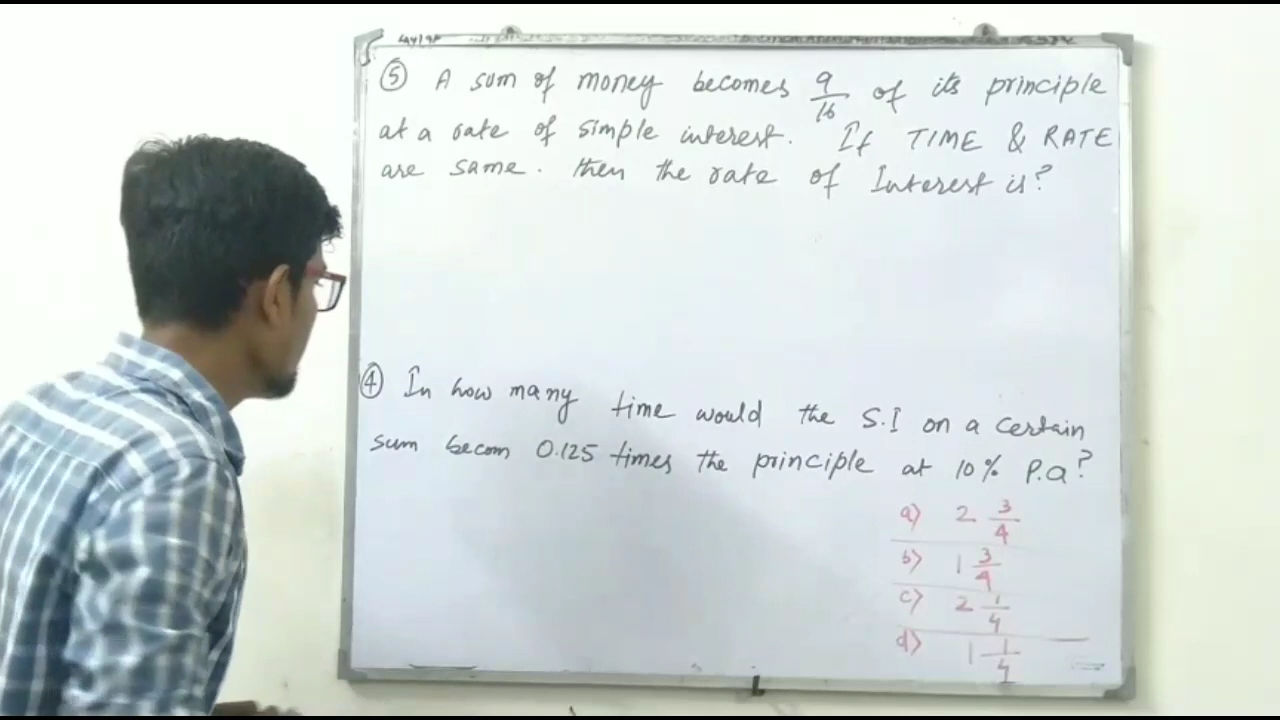 ⑤ A sum of money becomes 9/16 of its principle
at a rate of simple interest. If TIME & RATE
are same. then the rate of Interest is?
④ In how many time would the S.I on a certain
sum becom 0.125 times the principle at 10% P.a?
a) 2 3/4
b) 1 3/4
c) 2 1/4
d) 1 1/4